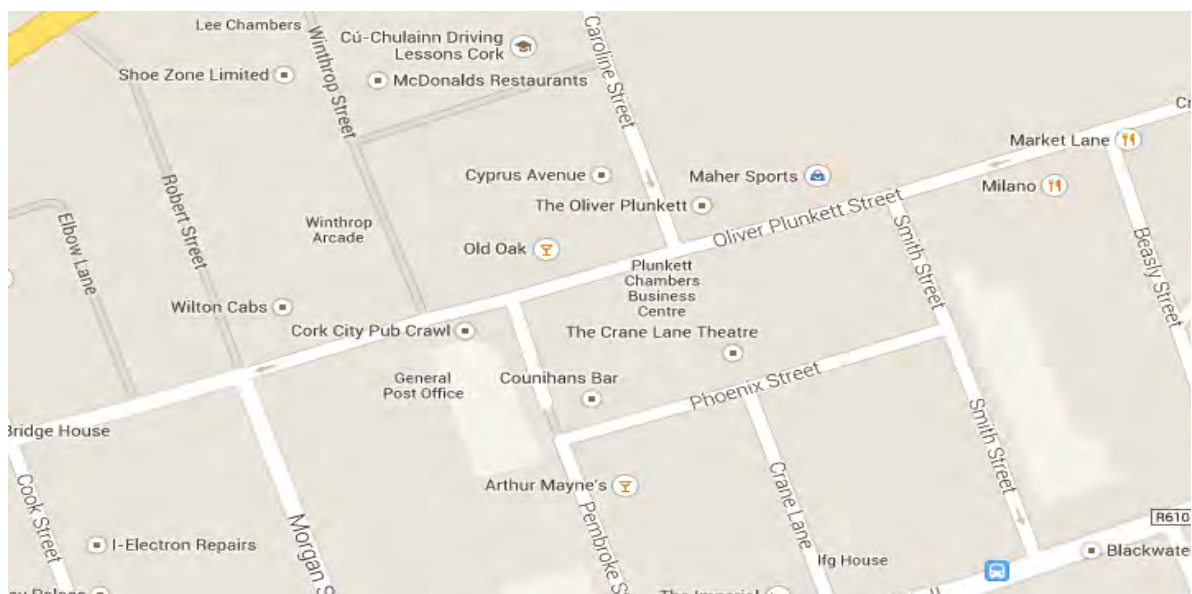 Lee Chambers
Winthrop Street
Cú-Chulainn Driving
Lessons Cork
Caroline Street
Shoe Zone Limited
McDonalds Restaurants
Market Lane
Cyprus Avenue
Maher Sports
Milano
Robert Street
The Oliver Plunkett
Elbow Lane
Winthrop
Arcade
Oliver Plunkett Street
Old Oak
Smith Street
Beasly Street
Plunkett
Chambers
Business
Centre
Wilton Cabs
Cork City Pub Crawl
The Crane Lane Theatre
General
Post Office
Counihans Bar
Phoenix Street
Bridge House
Smith Street
Cook Street
Arthur Mayne's
Crane Lane
Morgan S
Pembroke S
R610
I-Electron Repairs
lfg House
Blackwate
The Imperial